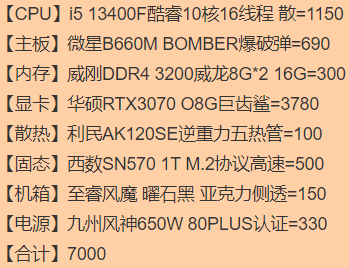 【CPU】i5 13400F酷睿10核16线程 散=1150
【主板】微星B660M BOMBER爆破弹=690
【内存】威刚DDR4 3200威龙8G*2 16G=300
【显卡】华硕RTX3070 O8G巨齿鲨=3780
【散热】利民AK120SE逆重力五热管=100
【固态】西数SN570 1T M.2协议高速=500
【机箱】至睿风魔 曜石黑 亚克力侧透=150
【电源】九州风神650W 80PLUS认证=330
【合计】7000